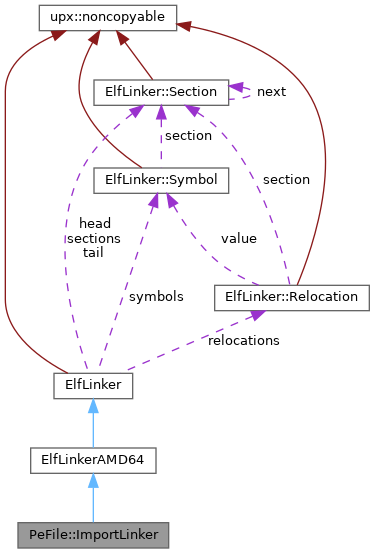 upx::noncopyable
ElfLinker::Section
next
section
ElfLinker::Symbol
section
head
sections
tail
value
symbols
ElfLinker::Relocation
relocations
ElfLinker
ElfLinkerAMD64
PeFile::ImportLinker